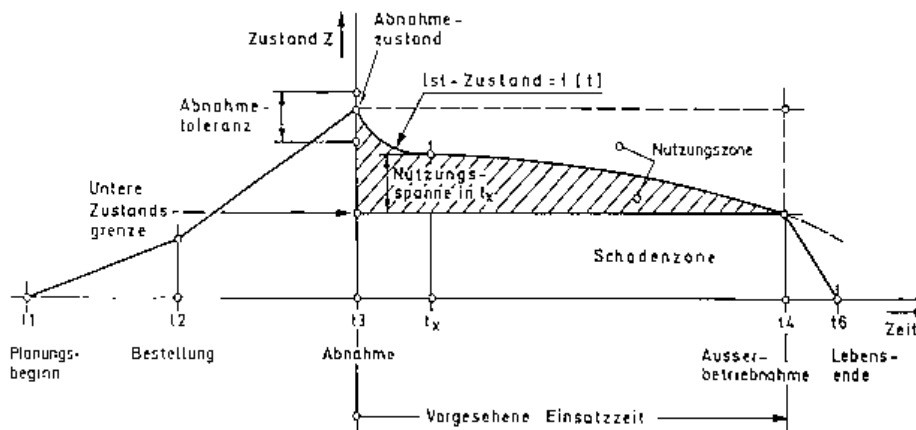 Zustand Z
Abnahme-
zustand
Ist-Zustand = f (t)
Abnahme-
toleranz
Nutzungszone
Nutzungs-
spanne in tx
Untere
Zustands-
grenze
Schadenzone
t1
t2
t3
tx
t4
t6
Zeit
Planungs-
beginn
Bestellung
Abnahme
Ausser-
betriebnahme
Lebens-
ende
Vorgesehene Einsatzzeit